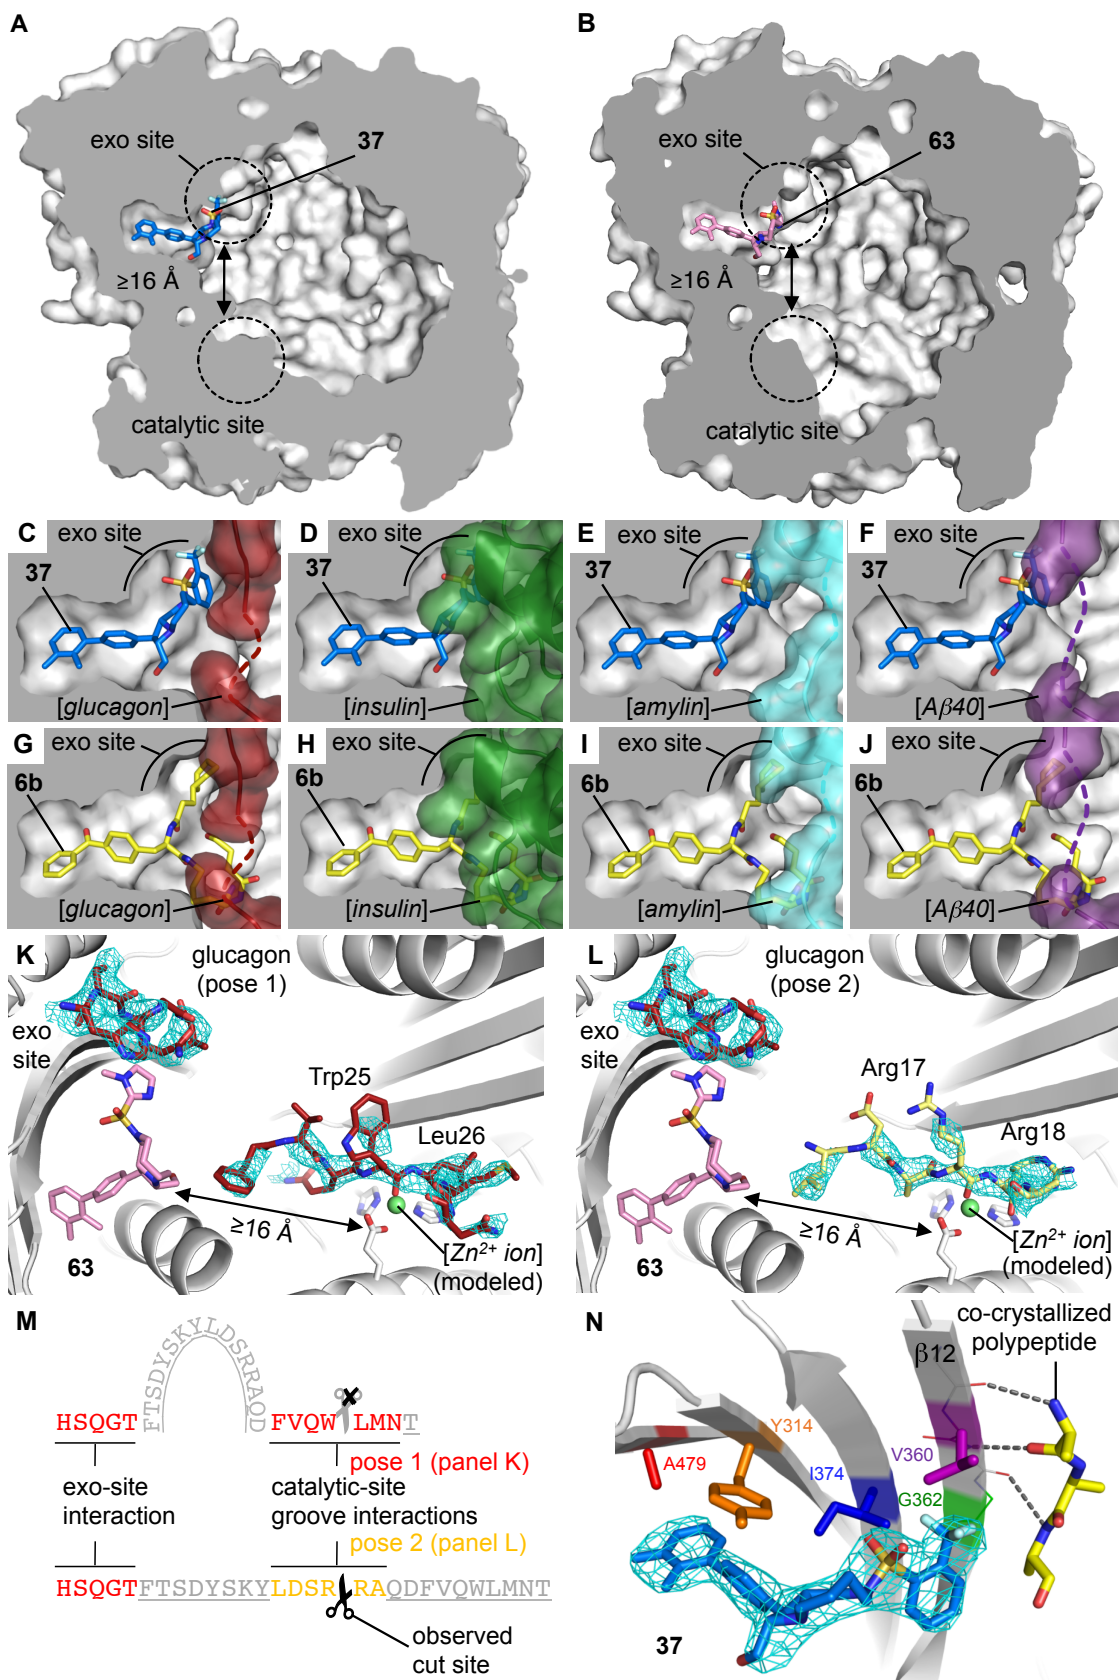 A
exo site
37
≥16 Å
catalytic site
B
exo site
63
≥16 Å
catalytic site
C
exo site
37
[glucagon]
D
exo site
37
[insulin]
E
exo site
37
[amylin]
F
exo site
37
[Aβ40]
G
exo site
6b
[glucagon]
H
exo site
6b
[insulin]
I
exo site
6b
[amylin]
J
exo site
6b
[Aβ40]
K
glucagon
(pose 1)
exo
site
Trp25
Leu26
≥16 Å
63
[Zn²⁺ ion]
(modeled)
L
glucagon
(pose 2)
exo
site
Arg17
Arg18
≥16 Å
63
[Zn²⁺ ion]
(modeled)
M
FTSDYSKYLDSRRAQD
HSQGT FVQW LMNT
pose 1 (panel K)
exo-site
interaction
catalytic-site
groove interactions
pose 2 (panel L)
HSQGTFTSDYSKYLDSR RAQDFVQWLMNT
observed
cut site
N
co-crystallized
polypeptide
β12
Y314
A479
I374
V360
G362
37